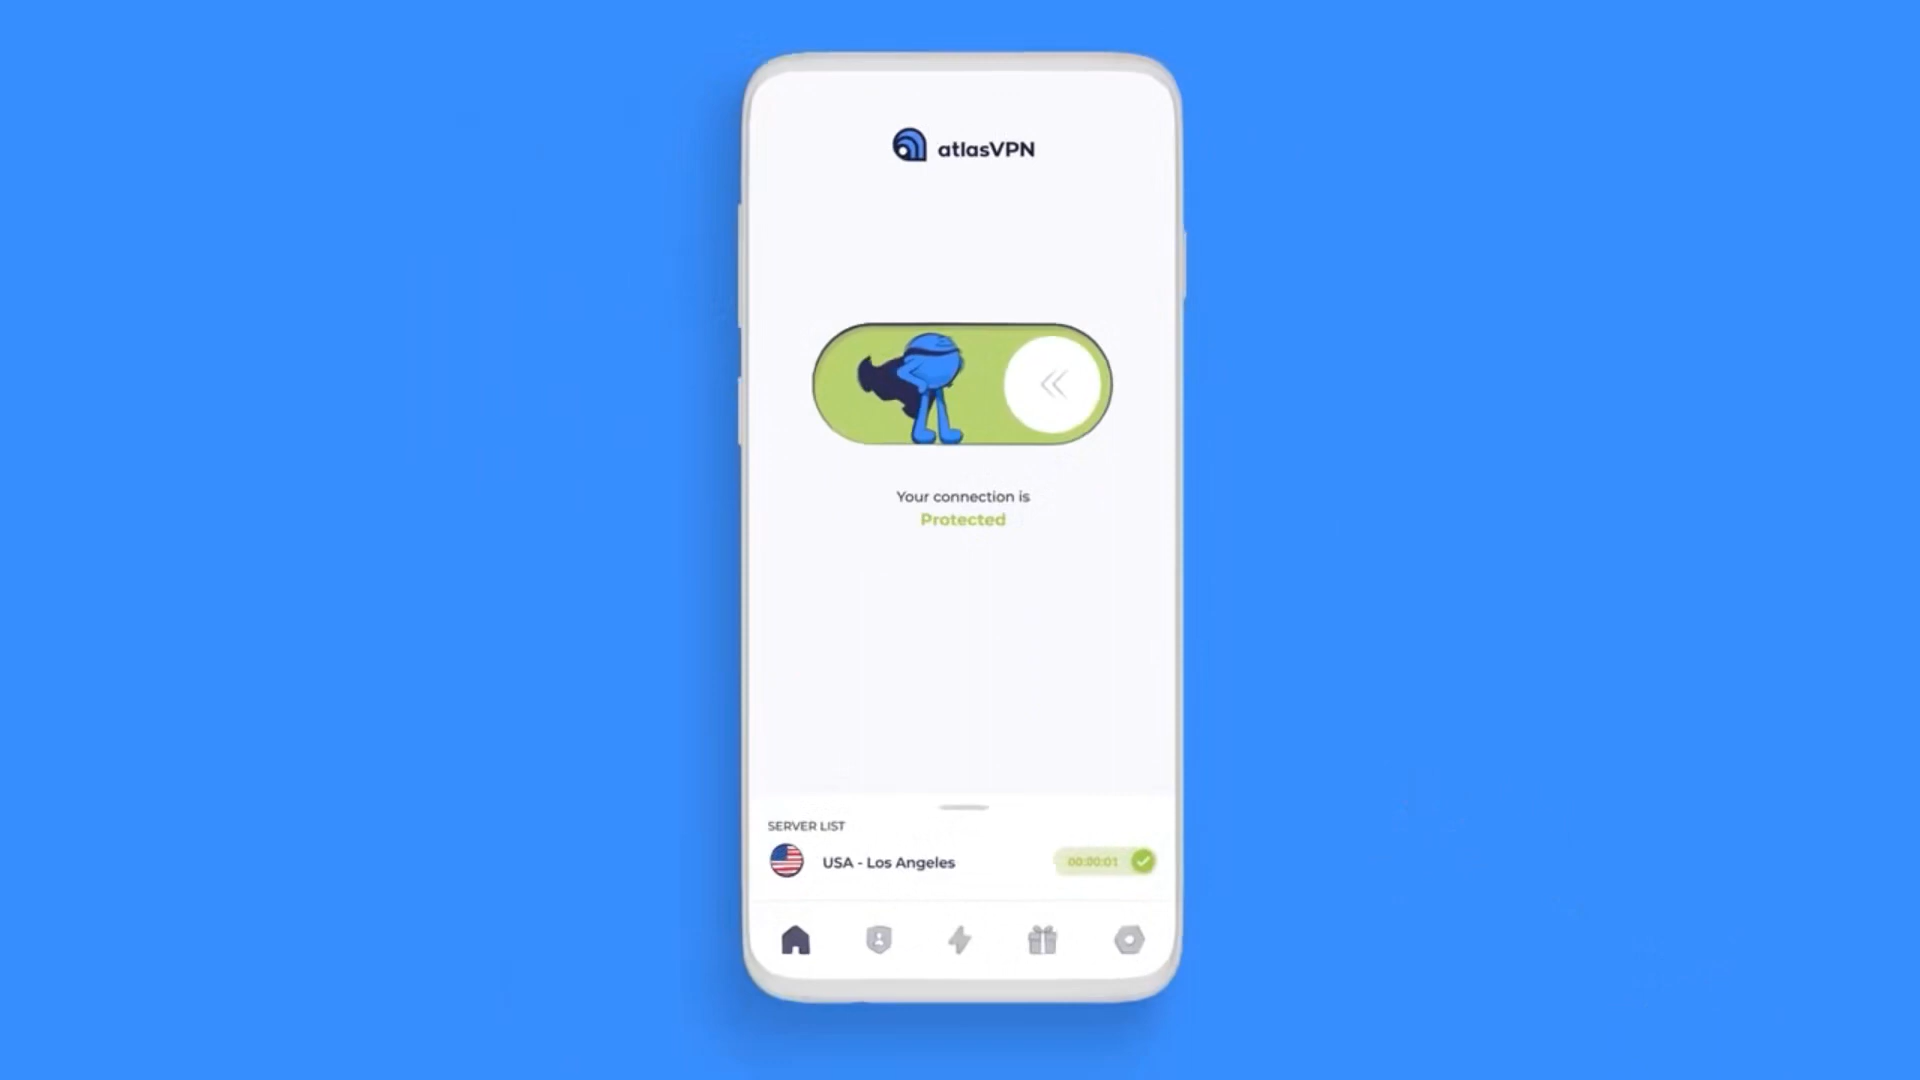 atlasVPN
Your connection is
Protected
SERVER LIST
USA - Los Angeles
00:00:01